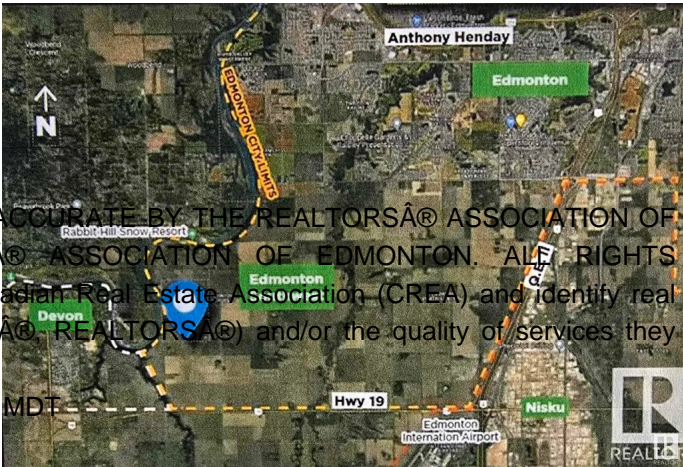 Anthony Henday
Edmonton
N
EDMONTON CITY LIMITS
ACCURATE BY THE REALTORSÂ® ASSOCIATION OF
Rabbit Hill Snow Resort
Â® ASSOCIATION OF EDMONTON. ALL RIGHTS
Edmonton
adian Real Estate Association (CREA) and identify real
Devon
Q.E. II
Â®, REALTORSÂ®) and/or the quality of services they
MDT
Hwy 19
Nisku
Edmonton
Internation Airport
R
REALTOR